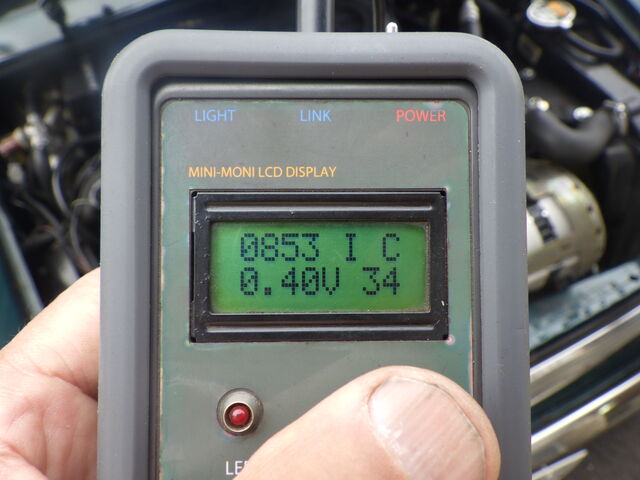 LIGHT LINK POWER
MINI-MONI LCD DISPLAY
0853 I C
0.40V 34